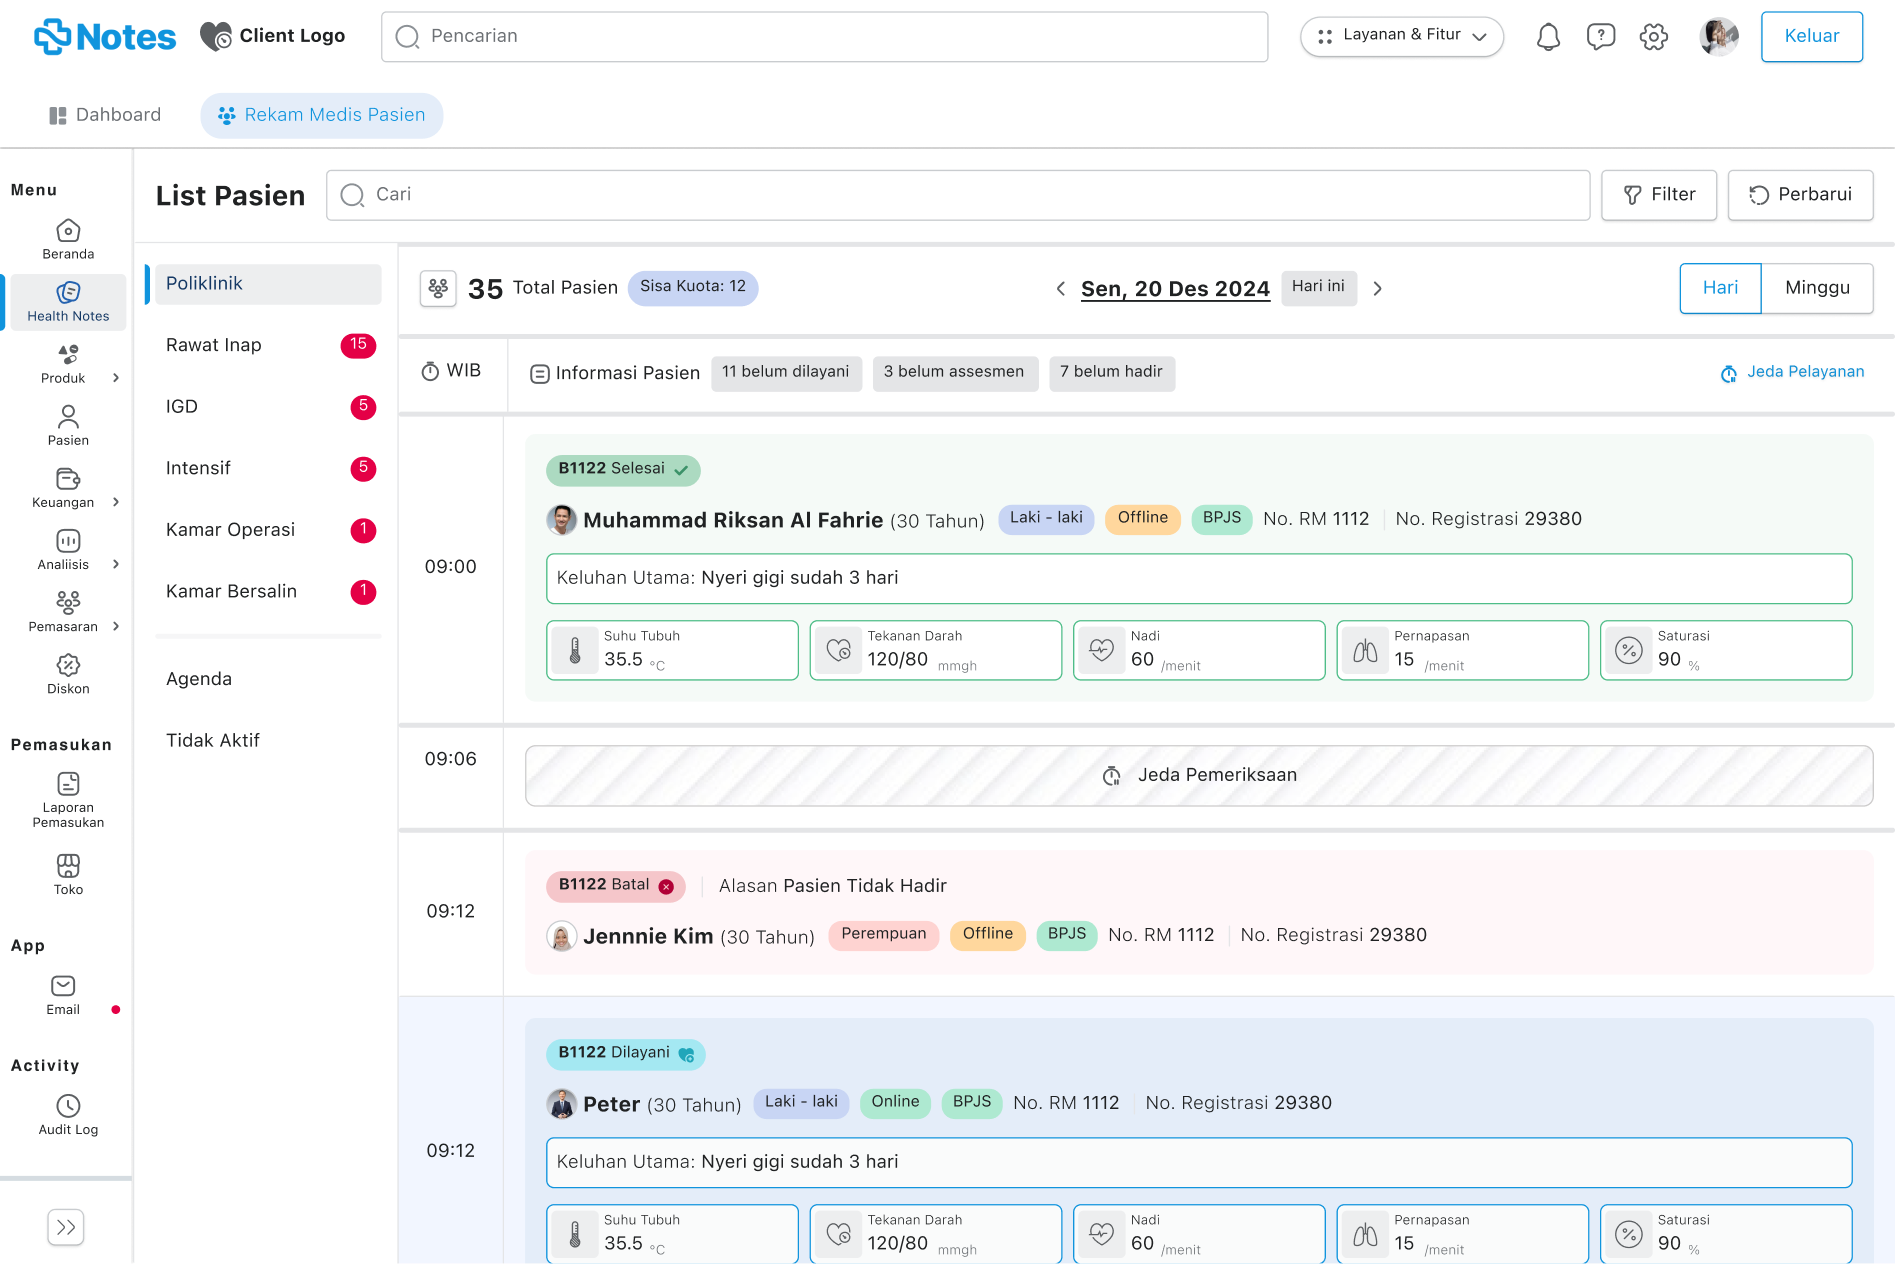 Notes
Client Logo
Pencarian
Layanan & Fitur
Keluar
Dahboard
Rekam Medis Pasien
Menu
Beranda
Health Notes
Produk
Pasien
Keuangan
Analiisis
Pemasaran
Diskon
Pemasukan
Laporan
Pemasukan
Toko
App
Email
Activity
Audit Log
List Pasien
Cari
Filter
Perbarui
Poliklinik
Rawat Inap 15
IGD 5
Intensif 5
Kamar Operasi 1
Kamar Bersalin 1
Agenda
Tidak Aktif
35 Total Pasien Sisa Kuota: 12
Sen, 20 Des 2024 Hari ini
Hari Minggu
WIB
Informasi Pasien 11 belum dilayani 3 belum assesmen 7 belum hadir
Jeda Pelayanan
09:00
B1122 Selesai
Muhammad Riksan Al Fahrie (30 Tahun) Laki - laki Offline BPJS No. RM 1112 No. Registrasi 29380
Keluhan Utama: Nyeri gigi sudah 3 hari
Suhu Tubuh
35.5 °C
Tekanan Darah
120/80 mmgh
Nadi
60 /menit
Pernapasan
15 /menit
Saturasi
90 %
09:06
Jeda Pemeriksaan
09:12
B1122 Batal Alasan Pasien Tidak Hadir
Jennnie Kim (30 Tahun) Perempuan Offline BPJS No. RM 1112 No. Registrasi 29380
09:12
B1122 Dilayani
Peter (30 Tahun) Laki - laki Online BPJS No. RM 1112 No. Registrasi 29380
Keluhan Utama: Nyeri gigi sudah 3 hari
Suhu Tubuh
35.5 °C
Tekanan Darah
120/80 mmgh
Nadi
60 /menit
Pernapasan
15 /menit
Saturasi
90 %